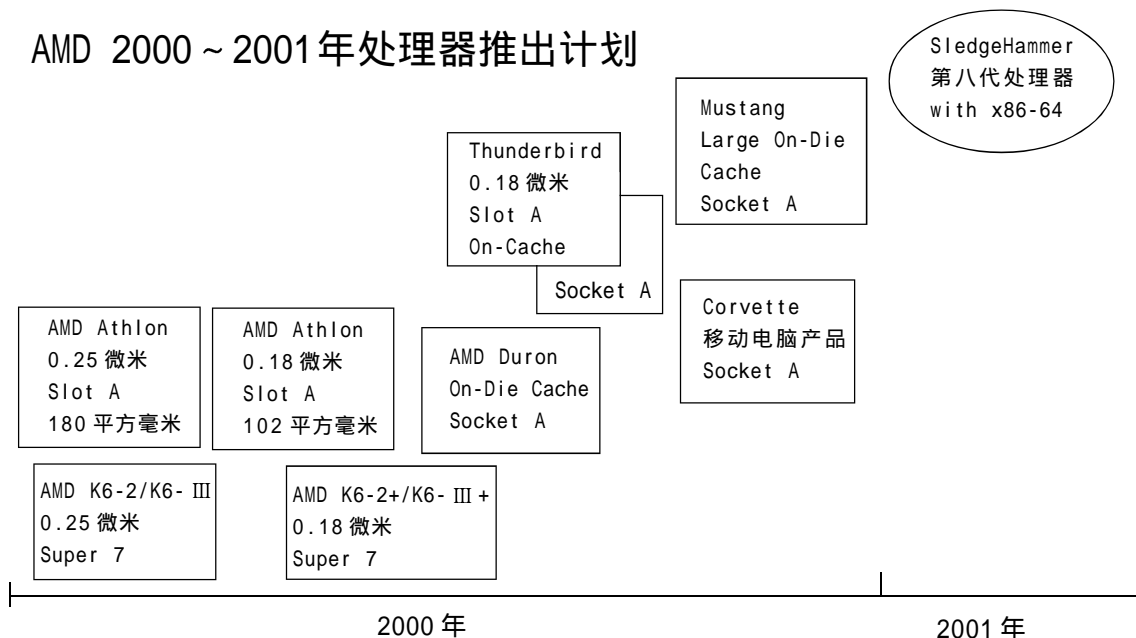 AMD 2000～2001年处理器推出计划
SledgeHammer
第八代处理器
with x86-64
Mustang
Large On-Die
Cache
Socket A
Thunderbird
0.18 微米
Slot A
On-Cache
Socket A
Corvette
移动电脑产品
Socket A
AMD Athlon
0.25 微米
Slot A
180 平方毫米
AMD Athlon
0.18 微米
Slot A
102 平方毫米
AMD Duron
On-Die Cache
Socket A
AMD K6-2/K6-Ⅲ
0.25 微米
Super 7
AMD K6-2+/K6-Ⅲ+
0.18 微米
Super 7
2000 年
2001 年